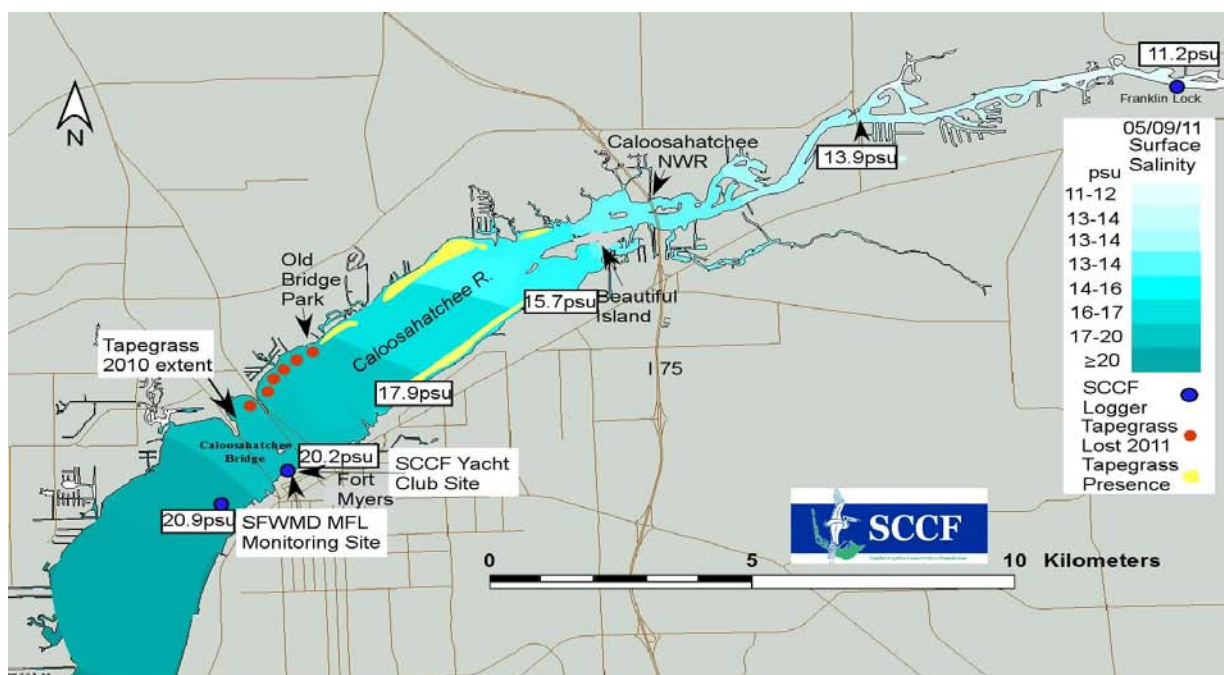 11.2psu
Franklin Lock
N
Caloosahatchee
NWR
13.9psu
05/09/11
Surface
Salinity
psu
11-12
13-14
13-14
13-14
14-16
16-17
17-20
≥20
SCCF
Logger
Tapegrass
Lost 2011
Tapegrass
Presence
Old
Bridge
Park
Caloosahatchee R.
15.7psu
Beautiful
Island
Tapegrass
2010 extent
17.9psu
I 75
Caloosahatchee
Bridge
20.2psu
SCCF Yacht
Club Site
Fort
Myers
20.9psu
SFWMD MFL
Monitoring Site
SCCF
0 5 10 Kilometers